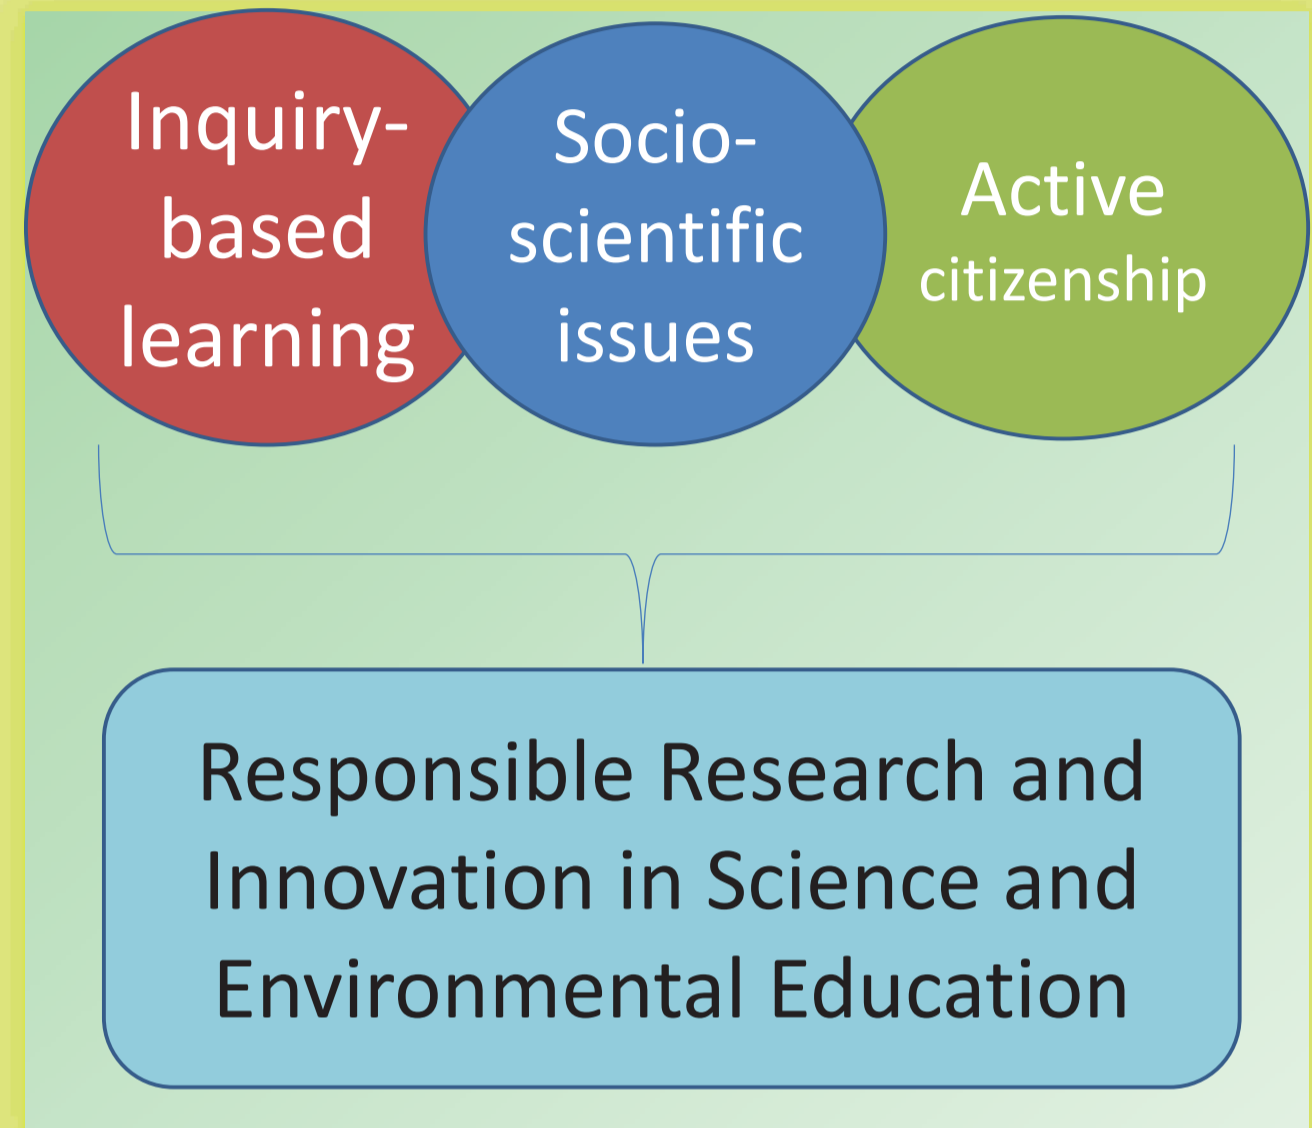 Inquiry-
based
learning
Socio-
scientific
issues
Active
citizenship
Responsible Research and
Innovation in Science and
Environmental Education